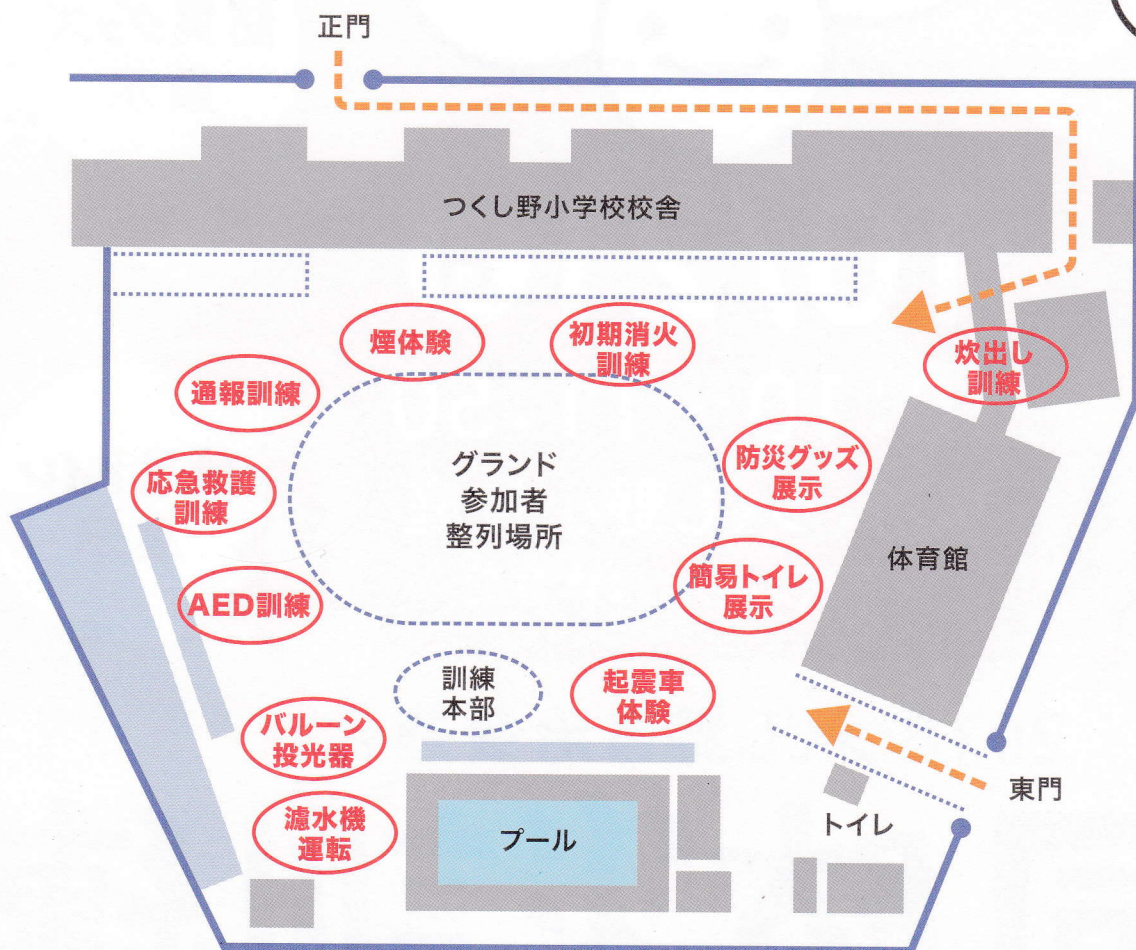 正門
つくし野小学校校舎
煙体験
初期消火
訓練
炊出し
訓練
通報訓練
グランド
参加者
整列場所
防災グッズ
展示
応急救護
訓練
体育館
簡易トイレ
展示
AED訓練
訓練
本部
起震車
体験
バルーン
投光器
東門
トイレ
濾水機
運転
プール